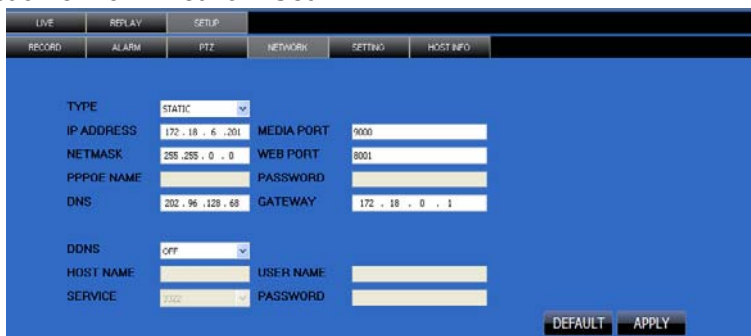 LIVE REPLAY SETUP
RECORD ALARM PTZ NETWORK SETTING HOST INFO
TYPE STATIC
IP ADDRESS 172 . 18 . 6 .201 MEDIA PORT 9000
NETMASK 255 .255 . 0 . 0 WEB PORT 8001
PPPOE NAME PASSWORD
DNS 202 . 96 .128 . 68 GATEWAY 172 . 18 . 0 . 1
DDNS OFF
HOST NAME USER NAME
SERVICE 3322 PASSWORD
DEFAULT APPLY